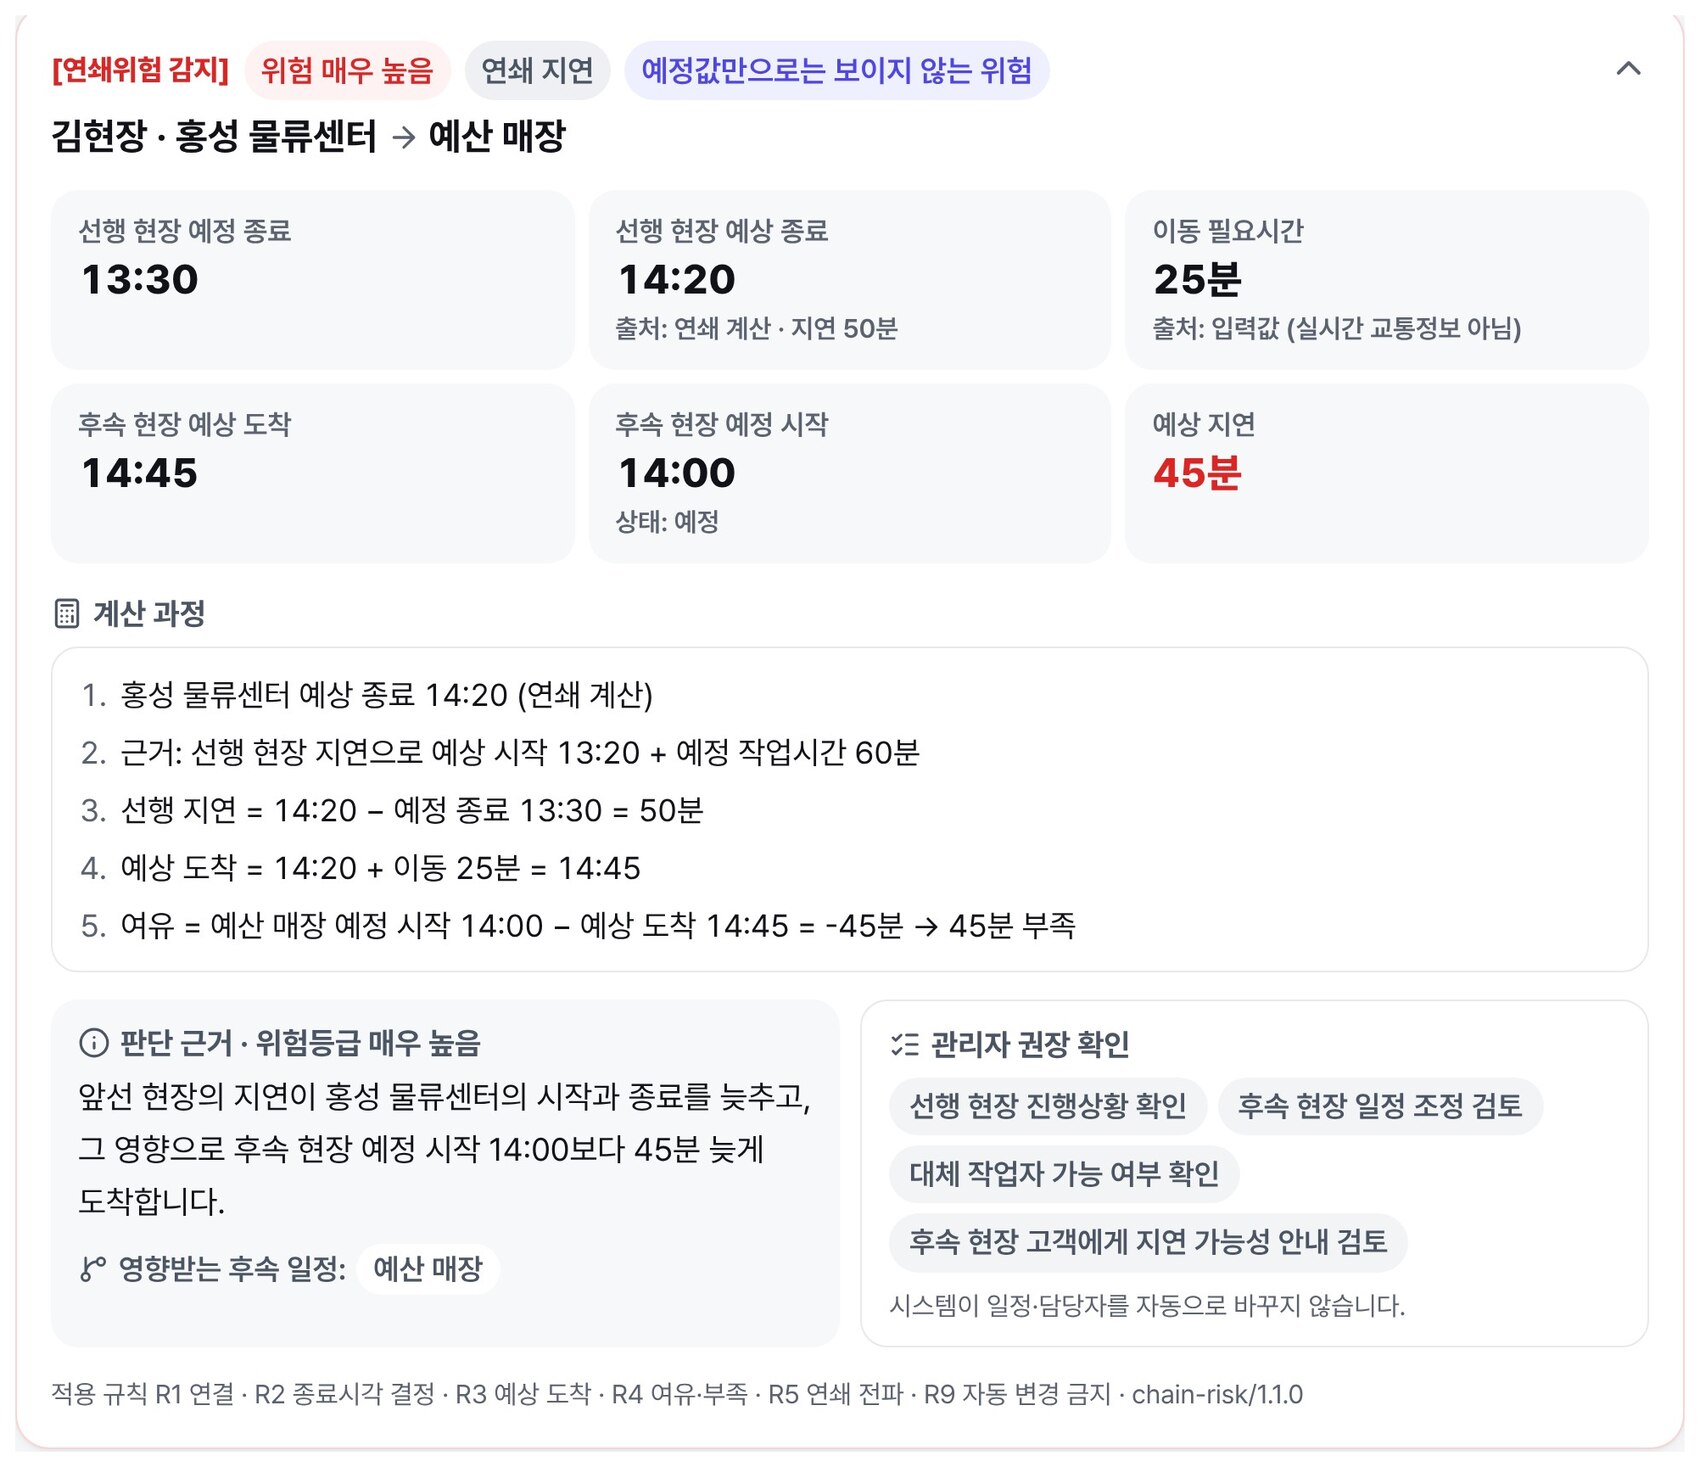 [연쇄위험 감지] 위험 매우 높음 연쇄 지연 예정값만으로는 보이지 않는 위험
김현장 · 홍성 물류센터 → 예산 매장
선행 현장 예정 종료
13:30
선행 현장 예상 종료
14:20
출처: 연쇄 계산 · 지연 50분
이동 필요시간
25분
출처: 입력값 (실시간 교통정보 아님)
후속 현장 예상 도착
14:45
후속 현장 예정 시작
14:00
상태: 예정
예상 지연
45분
계산 과정
1. 홍성 물류센터 예상 종료 14:20 (연쇄 계산)
2. 근거: 선행 현장 지연으로 예상 시작 13:20 + 예정 작업시간 60분
3. 선행 지연 = 14:20 − 예정 종료 13:30 = 50분
4. 예상 도착 = 14:20 + 이동 25분 = 14:45
5. 여유 = 예산 매장 예정 시작 14:00 − 예상 도착 14:45 = -45분 → 45분 부족
판단 근거 · 위험등급 매우 높음
앞선 현장의 지연이 홍성 물류센터의 시작과 종료를 늦추고,
그 영향으로 후속 현장 예정 시작 14:00보다 45분 늦게
도착합니다.
영향받는 후속 일정: 예산 매장
관리자 권장 확인
선행 현장 진행상황 확인 후속 현장 일정 조정 검토
대체 작업자 가능 여부 확인
후속 현장 고객에게 지연 가능성 안내 검토
시스템이 일정·담당자를 자동으로 바꾸지 않습니다.
적용 규칙 R1 연결 · R2 종료시각 결정 · R3 예상 도착 · R4 여유·부족 · R5 연쇄 전파 · R9 자동 변경 금지 · chain-risk/1.1.0